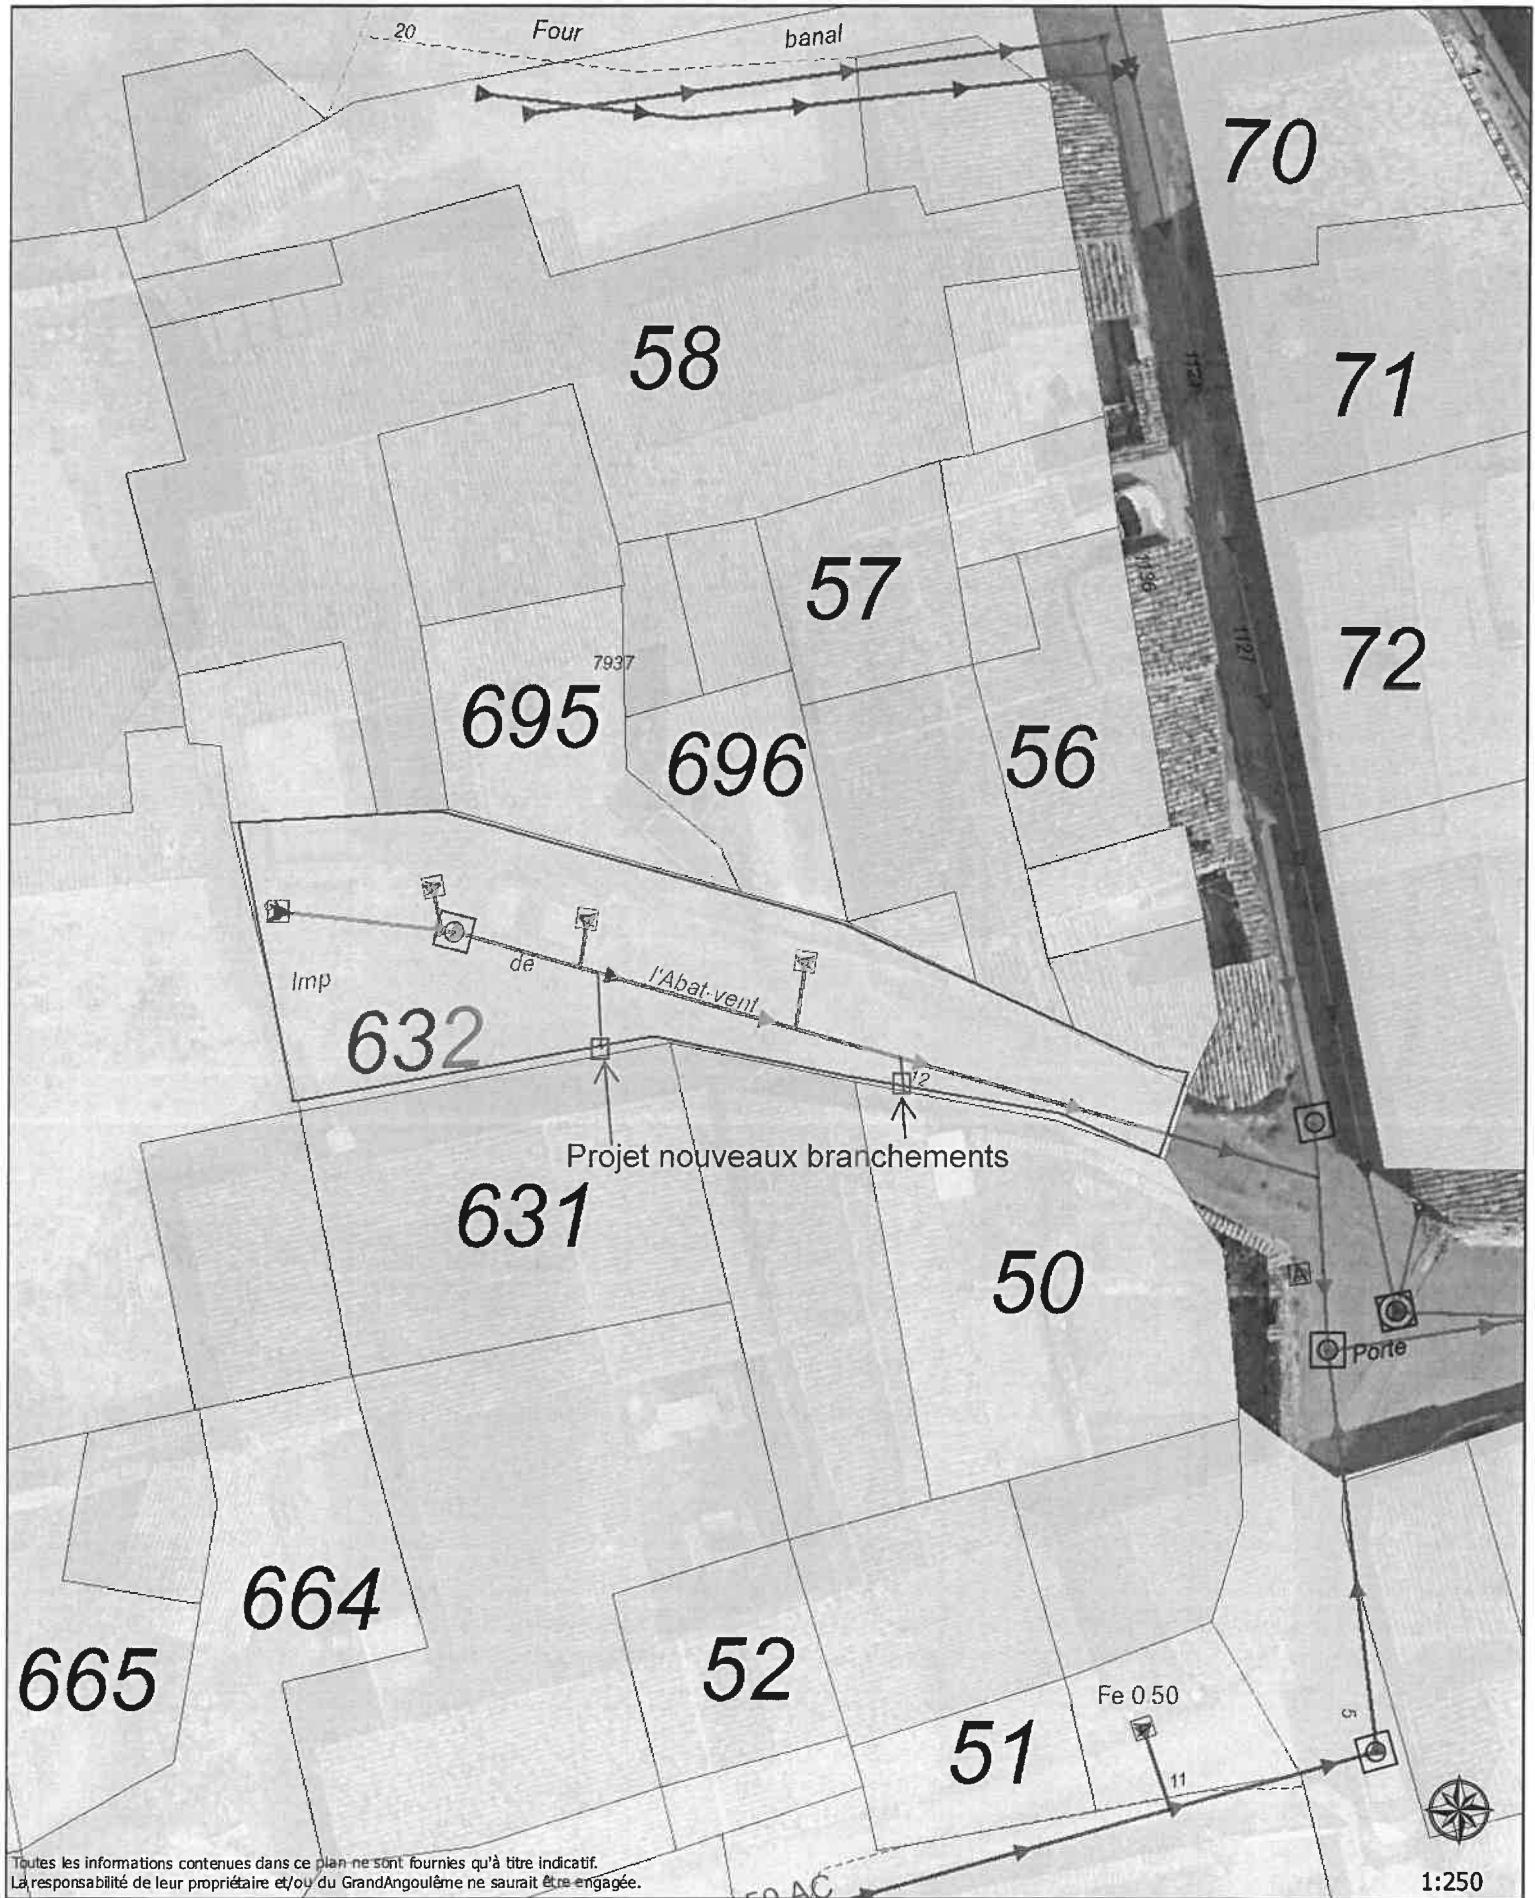 20
Four banal
70
58
71
1127
57
1136
1127
72
7937
695
696
56
Imp de l'Abat-vent
632
12
Projet nouveaux branchements
631
50
A
Porte
664
665
52
Fe 0.50
51
5
11
50 AC
Toutes les informations contenues dans ce plan ne sont fournies qu'à titre indicatif.
La responsabilité de leur propriétaire et/ou du GrandAngoulême ne saurait être engagée.
1:250